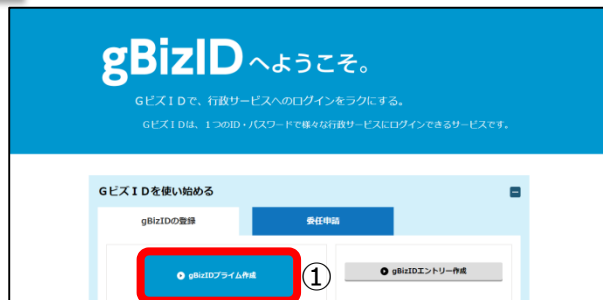 gBizIDへようこそ。
GビズIDで、行政サービスへのログインをラクにする。
GビズIDは、1つのID・パスワードで様々な行政サービスにログインできるサービスです。
GビズIDを使い始める
gBizIDの登録 委任申請
gBizIDプライム作成 ① gBizIDエントリー作成